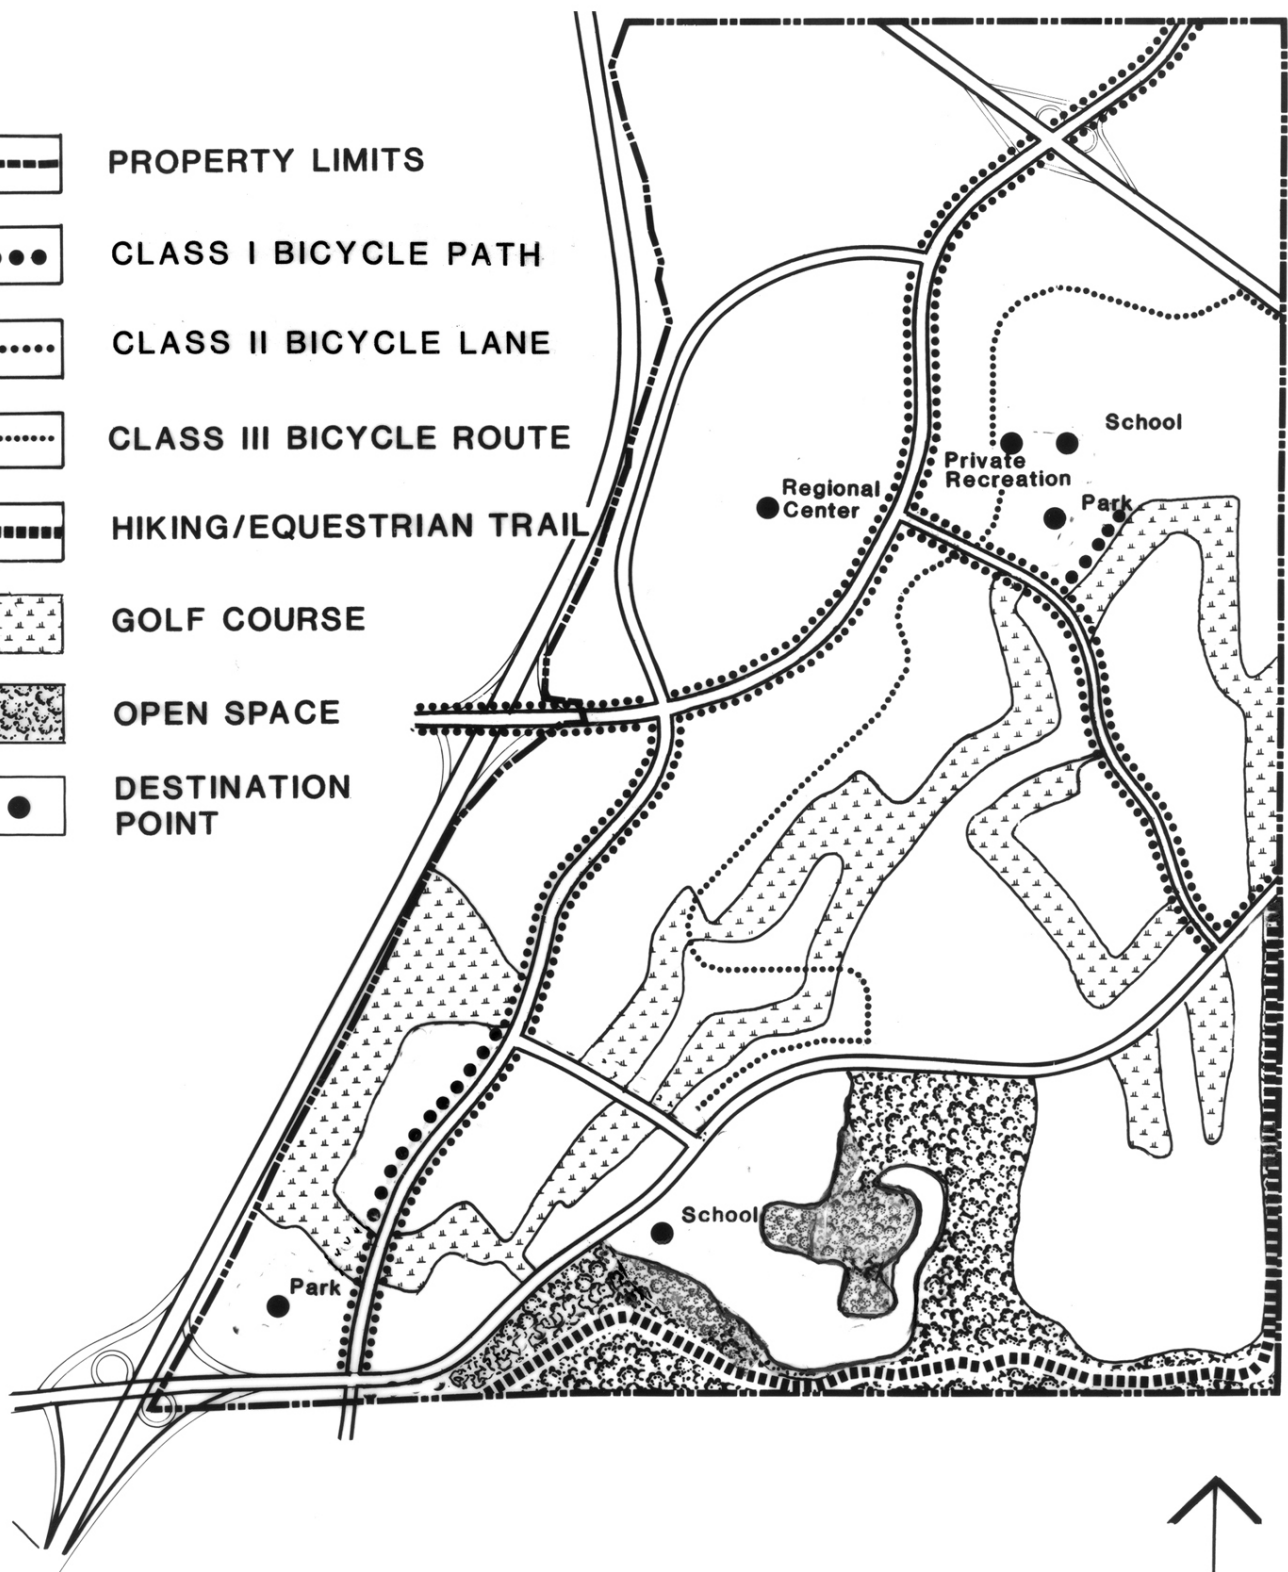 PROPERTY LIMITS
CLASS I BICYCLE PATH
CLASS II BICYCLE LANE
CLASS III BICYCLE ROUTE
HIKING/EQUESTRIAN TRAIL
GOLF COURSE
OPEN SPACE
DESTINATION
POINT
School
Private
Recreation
Regional
Center
Park
School
Park